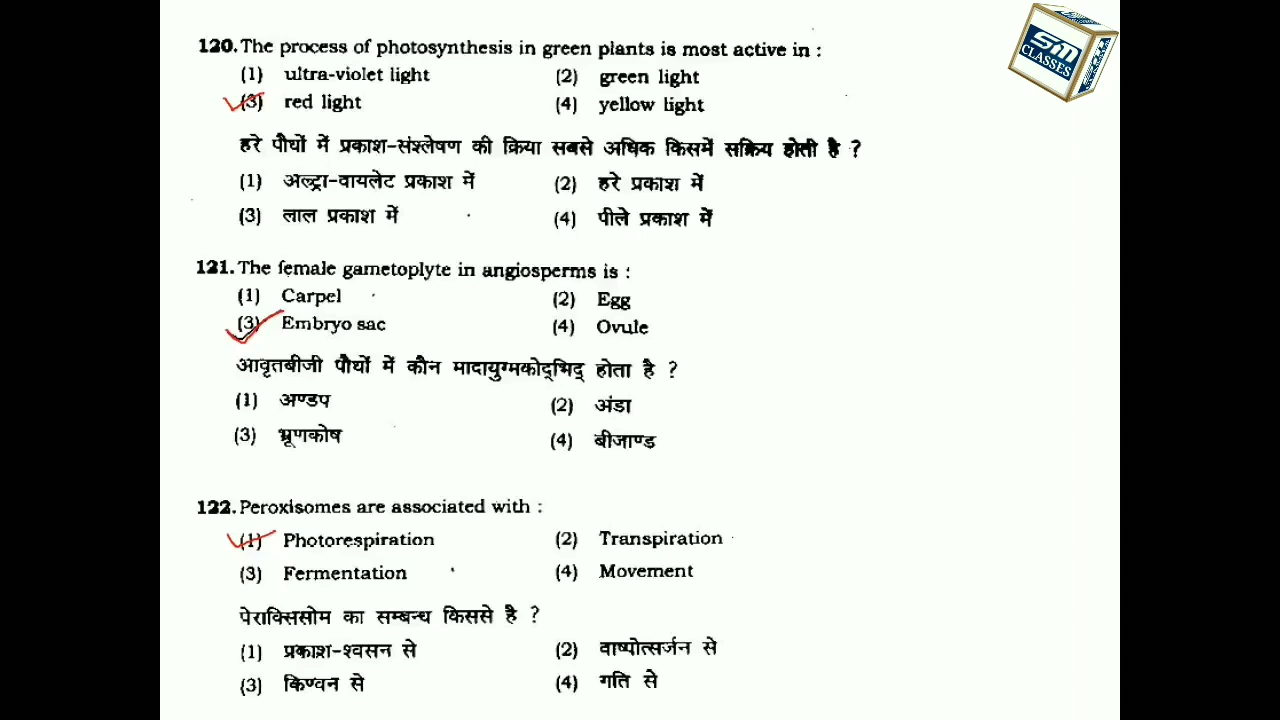 SM
CLASSES
120. The process of photosynthesis in green plants is most active in :
(1) ultra-violet light (2) green light
(3) red light (4) yellow light
हरे पौधों में प्रकाश-संश्लेषण की क्रिया सबसे अधिक किसमें सक्रिय होती है ?
(1) अल्ट्रा-वायलेट प्रकाश में (2) हरे प्रकाश में
(3) लाल प्रकाश में (4) पीले प्रकाश में
121. The female gametoplyte in angiosperms is :
(1) Carpel (2) Egg
(3) Embryo sac (4) Ovule
आवृतबीजी पौधों में कौन मादायुग्मकोद्भिद् होता है ?
(1) अण्डप (2) अंडा
(3) भ्रूणकोष (4) बीजाण्ड
122. Peroxisomes are associated with :
(1) Photorespiration (2) Transpiration
(3) Fermentation (4) Movement
पेराक्सिसोम का सम्बन्ध किससे है ?
(1) प्रकाश-श्वसन से (2) वाष्पोत्सर्जन से
(3) किण्वन से (4) गति से